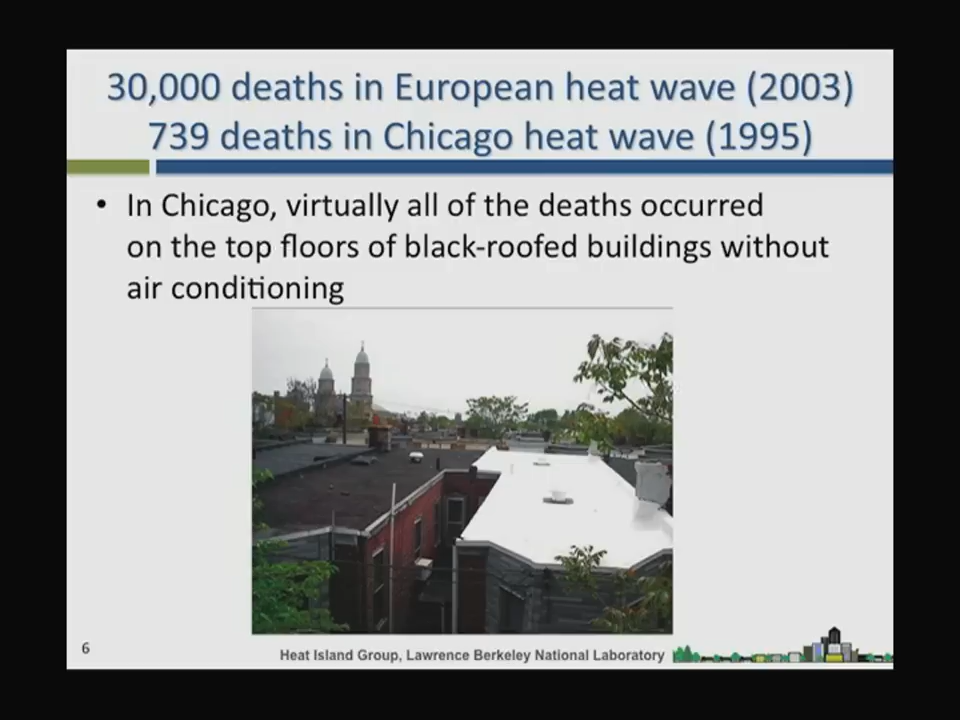 30,000 deaths in European heat wave (2003)
739 deaths in Chicago heat wave (1995)
• In Chicago, virtually all of the deaths occurred
on the top floors of black-roofed buildings without
air conditioning
6
Heat Island Group, Lawrence Berkeley National Laboratory